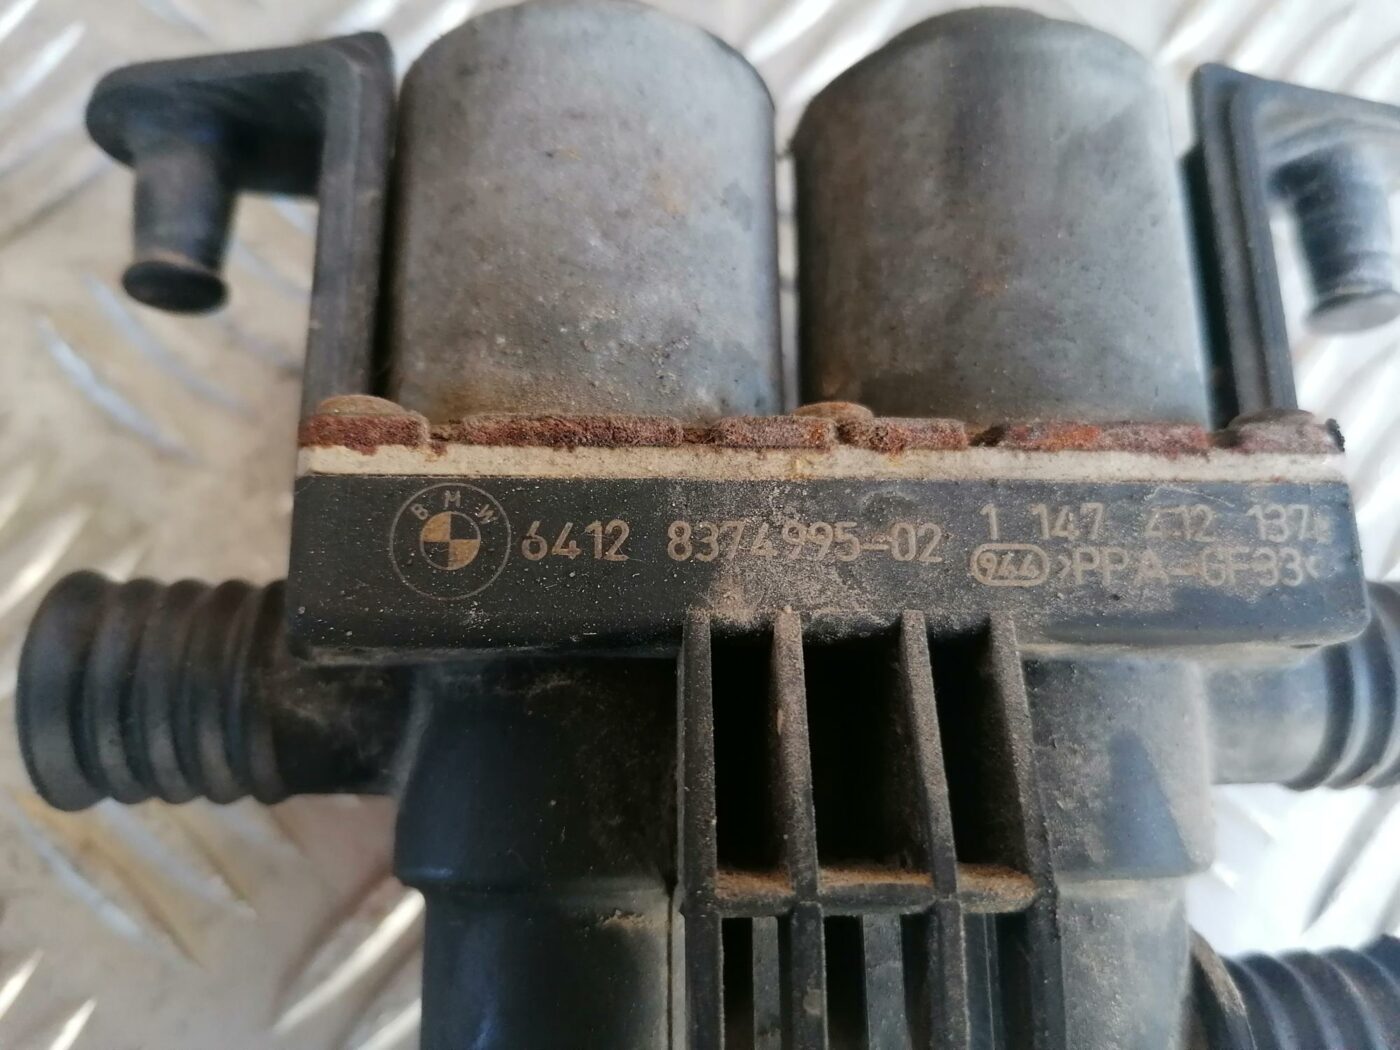 BMW 6412 8374995-02
1 147 412 137
944 >PPA-GF33<